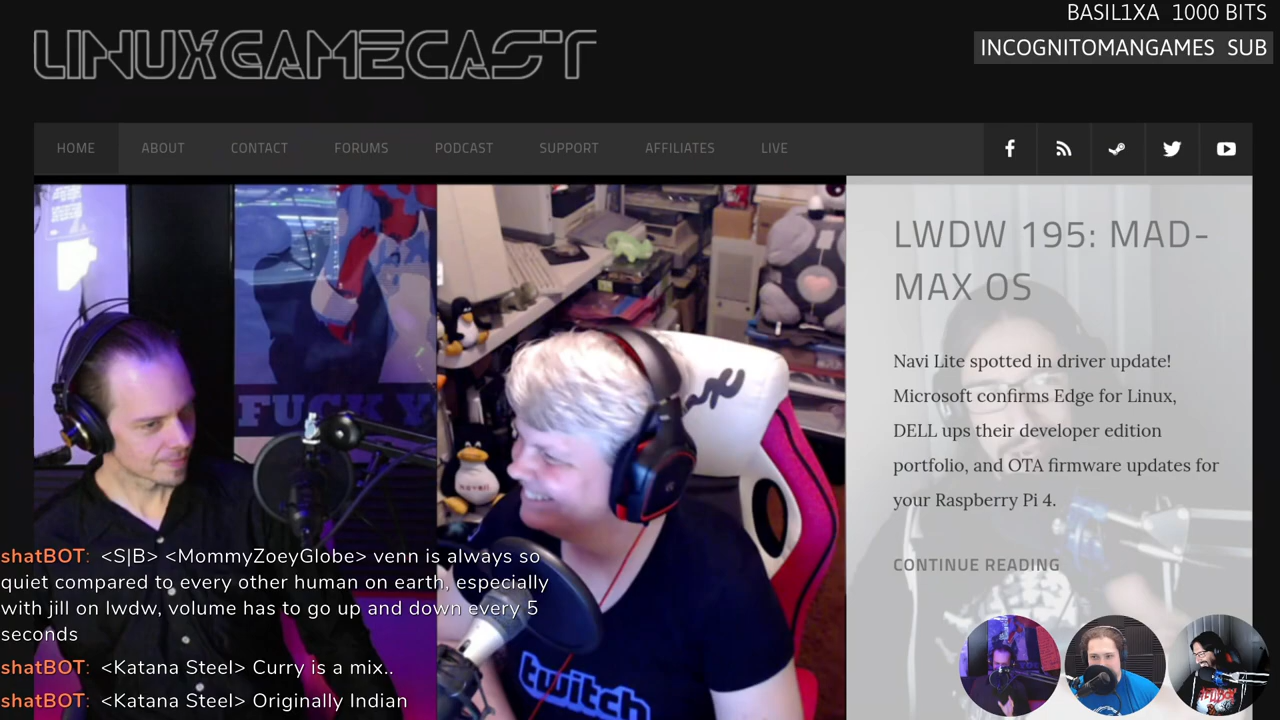 BASIL1XA 1000 BITS
INCOGNITOMANGAMES SUB
LINUXGAMECAST
HOME ABOUT CONTACT FORUMS PODCAST SUPPORT AFFILIATES LIVE
LWDW 195: MAD-
MAX OS
Navi Lite spotted in driver update!
Microsoft confirms Edge for Linux,
DELL ups their developer edition
portfolio, and OTA firmware updates for
your Raspberry Pi 4.
CONTINUE READING
FUCK Y
shatBOT: <S|B> <MommyZoeyGlobe> venn is always so
quiet compared to every other human on earth, especially
with jill on lwdw, volume has to go up and down every 5
seconds
shatBOT: <Katana Steel> Curry is a mix..
shatBOT: <Katana Steel> Originally Indian
twitch